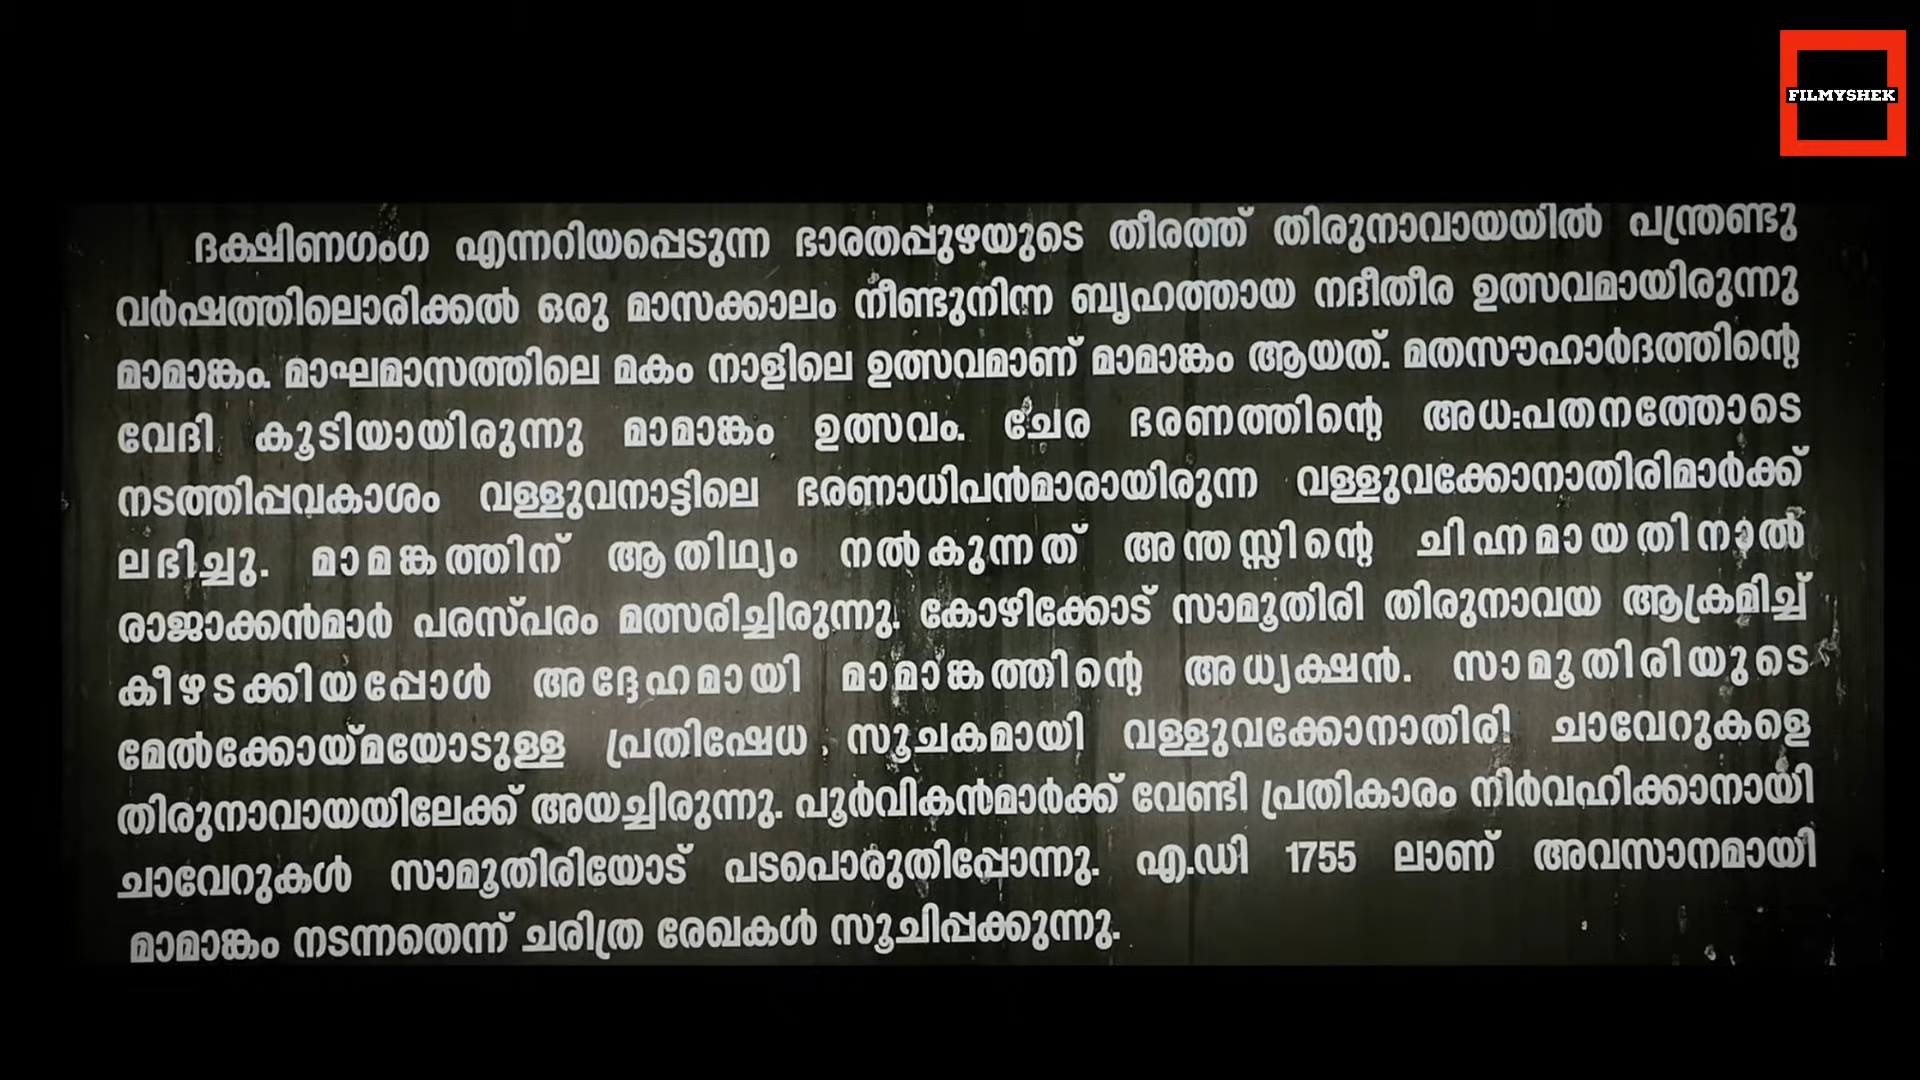 FILMYSHEK
ദക്ഷിണഗംഗ എന്നറിയപ്പെടുന്ന ഭാരതപ്പുഴയുടെ തീരത്ത് തിരുനാവായയിൽ പന്ത്രണ്ടു
വർഷത്തിലൊരിക്കൽ ഒരു മാസക്കാലം നീണ്ടുനിന്ന ബൃഹത്തായ നദീതീര ഉത്സവമായിരുന്നു
മാമാങ്കം. മാഘമാസത്തിലെ മകം നാളിലെ ഉത്സവമാണ് മാമാങ്കം ആയത്. മതസൗഹാർദത്തിന്റെ
വേദി കൂടിയായിരുന്നു മാമാങ്കം ഉത്സവം. ചേര ഭരണത്തിന്റെ അധഃപതനത്തോടെ
നടത്തിപ്പവകാശം വള്ളുവനാട്ടിലെ ഭരണാധിപൻമാരായിരുന്ന വള്ളുവക്കോനാതിരിമാർക്ക്
ലഭിച്ചു. മാമങ്കത്തിന് ആതിഥ്യം നൽകുന്നത് അന്തസ്സിന്റെ ചിഹ്നമായതിനാൽ
രാജാക്കൻമാർ പരസ്പരം മത്സരിച്ചിരുന്നു. കോഴിക്കോട് സാമൂതിരി തിരുനാവയ ആക്രമിച്ച്
കീഴടക്കിയപ്പോൾ അദ്ദേഹമായി മാമാങ്കത്തിന്റെ അധ്യക്ഷൻ. സാമൂതിരിയുടെ
മേൽക്കോയ്മയോടുള്ള പ്രതിഷേധ സൂചകമായി വള്ളുവക്കോനാതിരി ചാവേറുകളെ
തിരുനാവായയിലേക്ക് അയച്ചിരുന്നു. പൂർവികൻമാർക്ക് വേണ്ടി പ്രതികാരം നിർവഹിക്കാനായി
ചാവേറുകൾ സാമൂതിരിയോട് പടപൊരുതിപ്പോന്നു. എ.ഡി 1755 ലാണ് അവസാനമായി
മാമാങ്കം നടന്നതെന്ന് ചരിത്ര രേഖകൾ സൂചിപ്പക്കുന്നു.